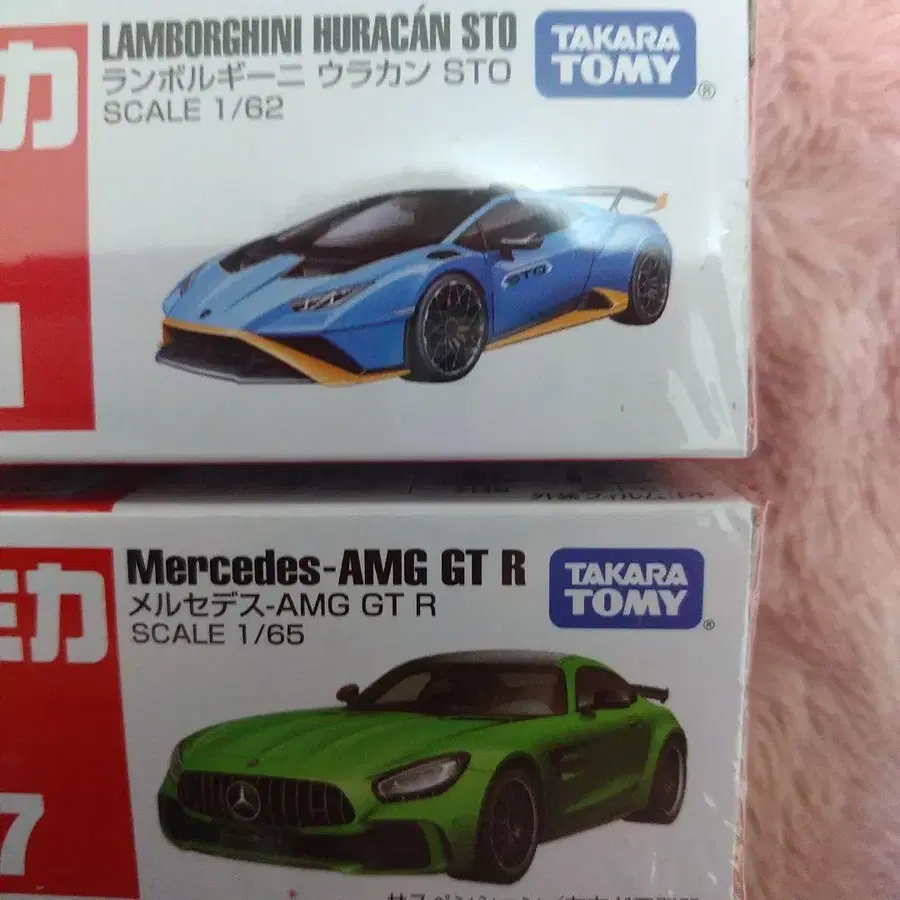 カ
LAMBORGHINI HURACÁN STO
ランボルギーニ ウラカン STO
SCALE 1/62
TAKARA
TOMY
®
STO
ミカ
Mercedes-AMG GT R
メルセデス-AMG GT R
SCALE 1/65
TAKARA
TOMY
®
7